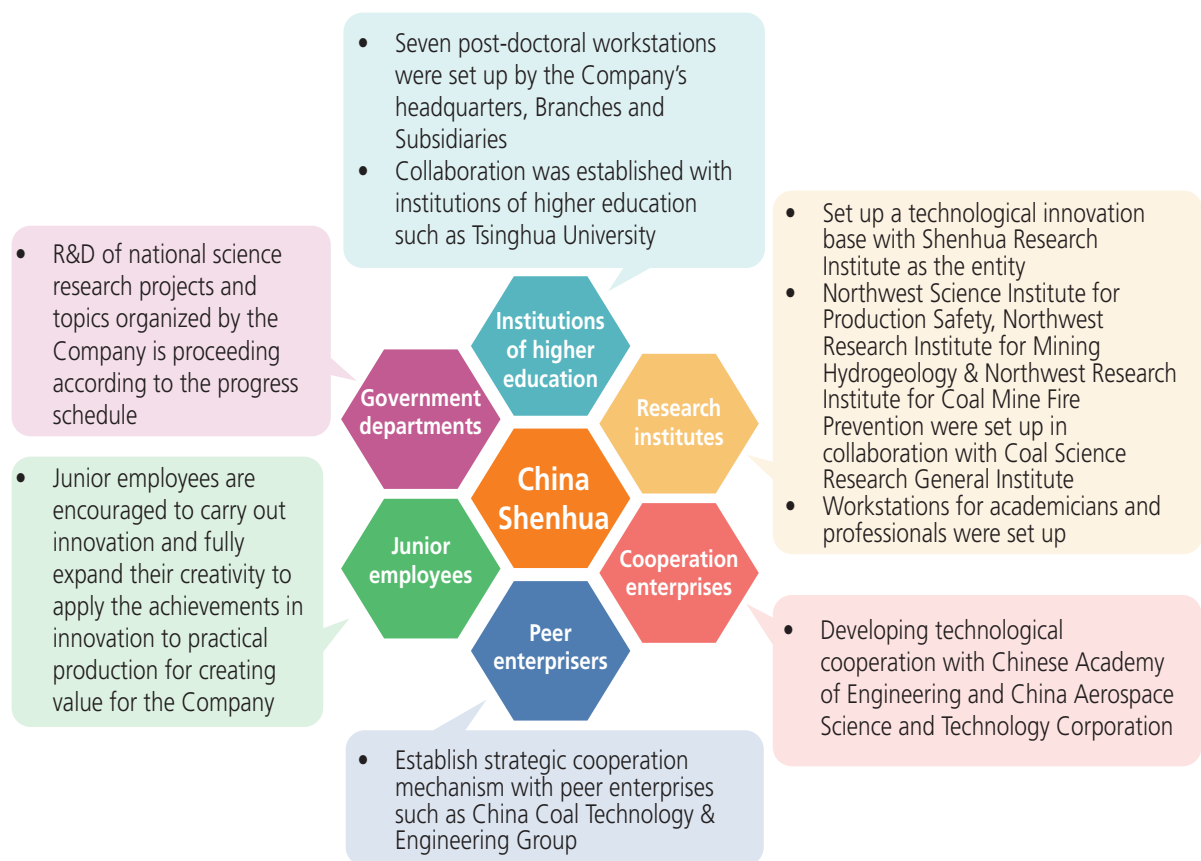 • Seven post-doctoral workstations
were set up by the Company's
headquarters, Branches and
Subsidiaries
• Collaboration was established with
institutions of higher education
such as Tsinghua University
• Set up a technological innovation
base with Shenhua Research
Institute as the entity
• Northwest Science Institute for
Production Safety, Northwest
Research Institute for Mining
Hydrogeology & Northwest Research
Institute for Coal Mine Fire
Prevention were set up in
collaboration with Coal Science
Research General Institute
• Workstations for academicians and
professionals were set up
• R&D of national science
research projects and
topics organized by the
Company is proceeding
according to the progress
schedule
Institutions
of higher
education
Government
departments
Research
institutes
China
Shenhua
Junior
employees
Cooperation
enterprises
Peer
enterprisers
• Junior employees are
encouraged to carry out
innovation and fully
expand their creativity to
apply the achievements in
innovation to practical
production for creating
value for the Company
• Developing technological
cooperation with Chinese Academy
of Engineering and China Aerospace
Science and Technology Corporation
• Establish strategic cooperation
mechanism with peer enterprises
such as China Coal Technology &
Engineering Group